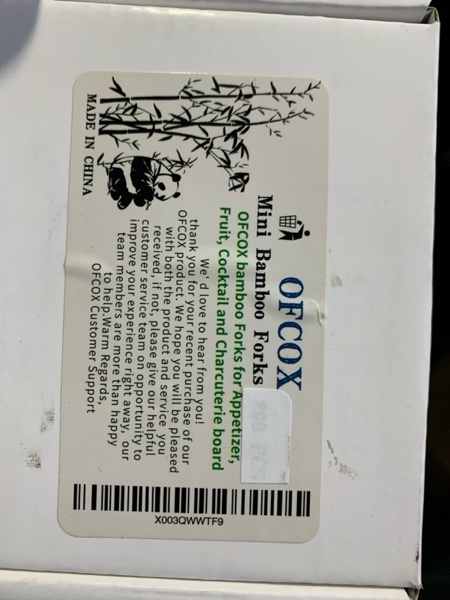 OFCOX
Mini Bamboo Forks
OFCOX bamboo Forks for Appetizer,
Fruit, Cocktail and Charcuterie board
We'd love to hear from you!
thank you for your recent purchase of our
OFCOX product. We hope you will be pleased
with both the product and service you
received, if not, please give our helpful
customer service team an opportunity to
improve your experience right away, our
team members are more than happy
to help.Warm Regards,
OFCOX Customer Support
MADE IN CHINA
X003QWWTF9